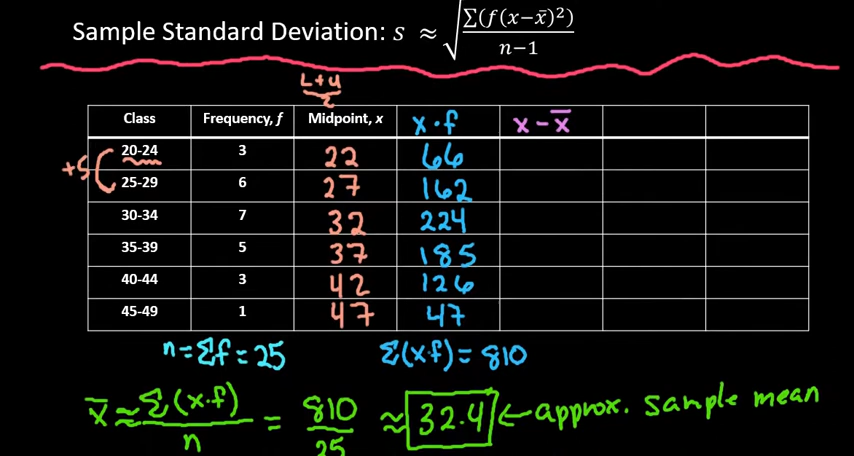 Sample Standard Deviation: s ≈ √(Σ(f(x−x̄)²)/(n−1))
L+U/2
Class Frequency, f Midpoint, x x·f x−x̄
20-24 3 22 66
+5
25-29 6 27 162
30-34 7 32 224
35-39 5 37 185
40-44 3 42 126
45-49 1 47 47
n=Σf=25 Σ(x·f)=810
x̄≈Σ(x·f)/n = 810/25 ≈ 32.4 ← approx. sample mean